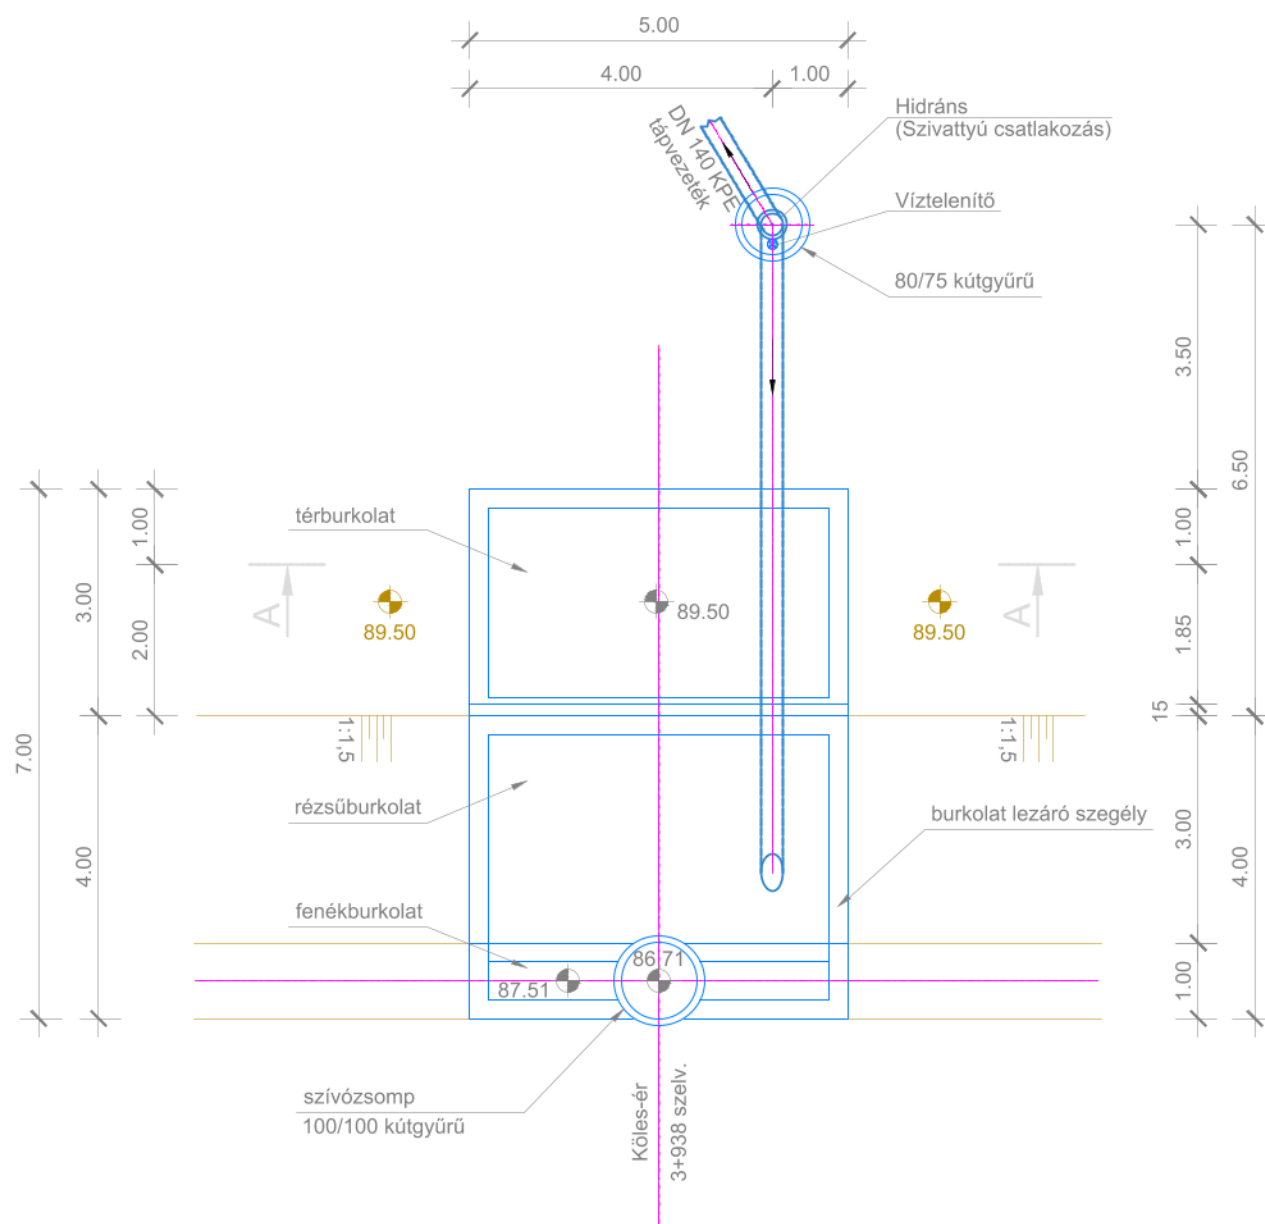 5.00
4.00
1.00
Hidráns
(Szivattyú csatlakozás)
DN 140 KPE
tápvezeték
Víztelenítő
80/75 kútgyűrű
3.50
6.50
térburkolat
1.00
1.00
3.00
2.00
A
89.50
89.50
A
89.50
1.85
15
1:1,5
1:1,5
7.00
rézsűburkolat
burkolat lezáró szegély
3.00
4.00
4.00
fenékburkolat
86.71
87.51
1.00
szívózsomp
100/100 kútgyűrű
Köles-ér
3+938 szelv.